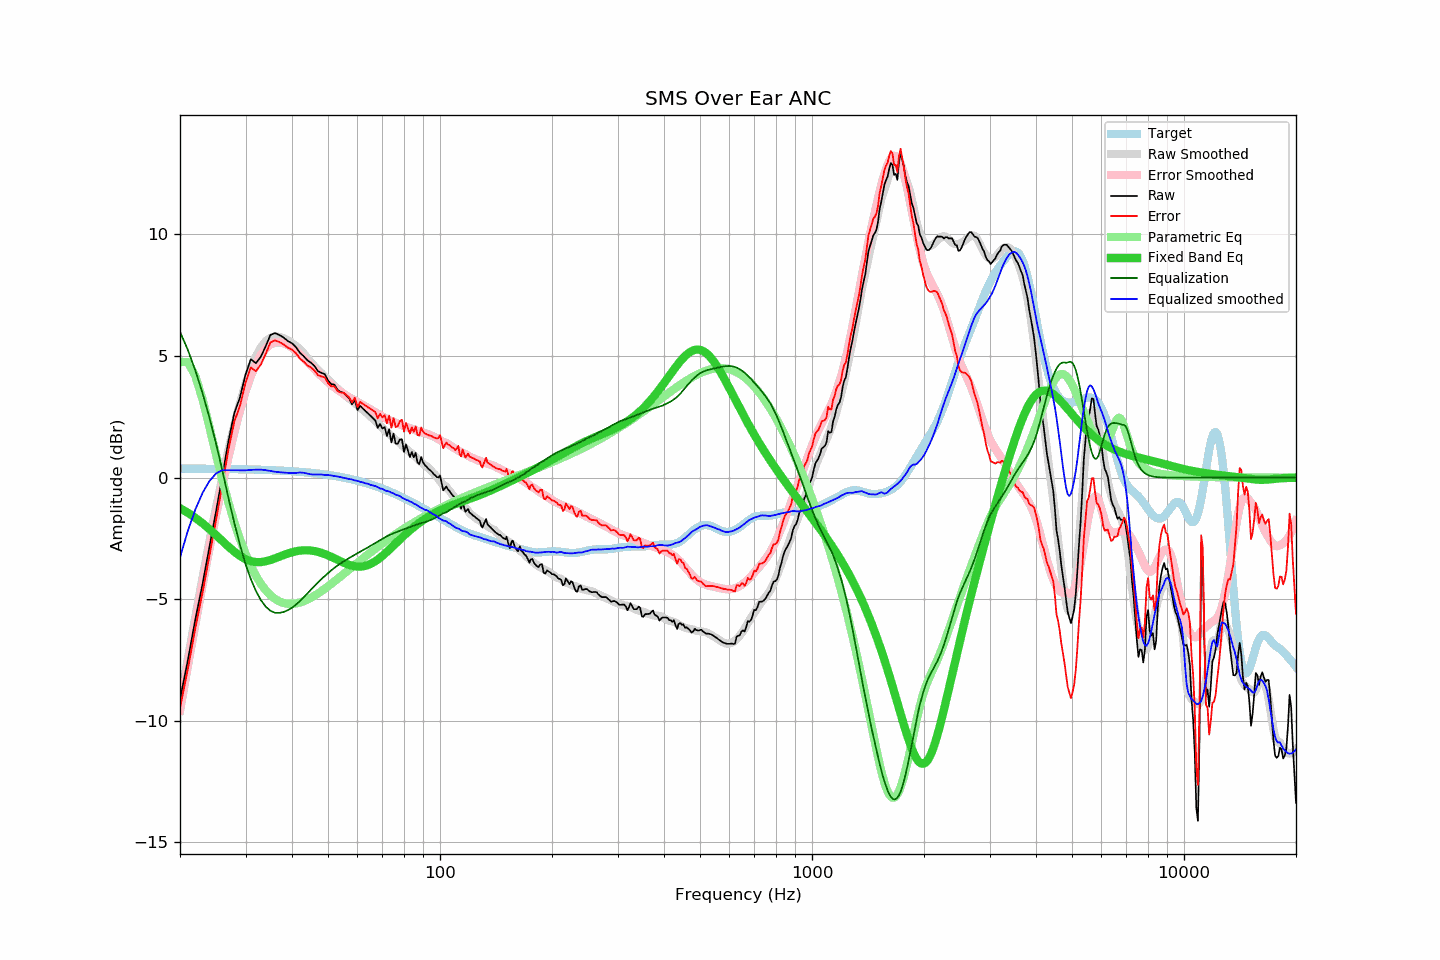 SMS Over Ear ANC
Target
Raw Smoothed
Error Smoothed
Raw
Error
Parametric Eq
Fixed Band Eq
Equalization
Equalized smoothed
10
5
0
−5
−10
−15
Amplitude (dBr)
100
1000
10000
Frequency (Hz)